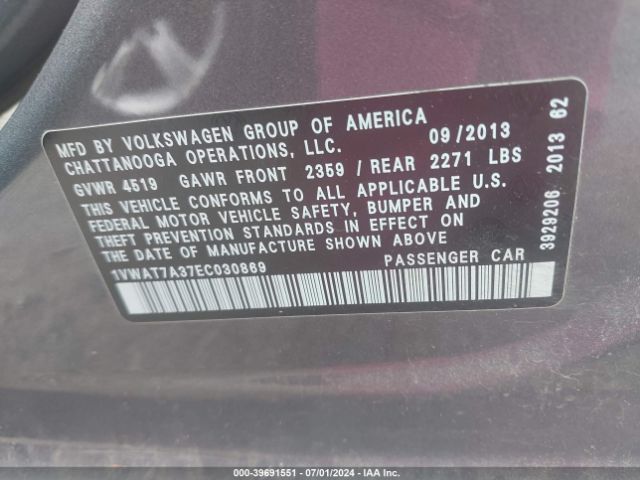 MFD BY VOLKSWAGEN GROUP OF AMERICA
CHATTANOOGA OPERATIONS, LLC. 09/2013
GVWR 4519 GAWR FRONT 2359 / REAR 2271 LBS
THIS VEHICLE CONFORMS TO ALL APPLICABLE U.S.
FEDERAL MOTOR VEHICLE SAFETY, BUMPER AND
THEFT PREVENTION STANDARDS IN EFFECT ON
THE DATE OF MANUFACTURE SHOWN ABOVE
1VWAT7A37EC030869 PASSENGER CAR
3929206 2013 62
000-39691551 | 07/01/2024 | IAA Inc.